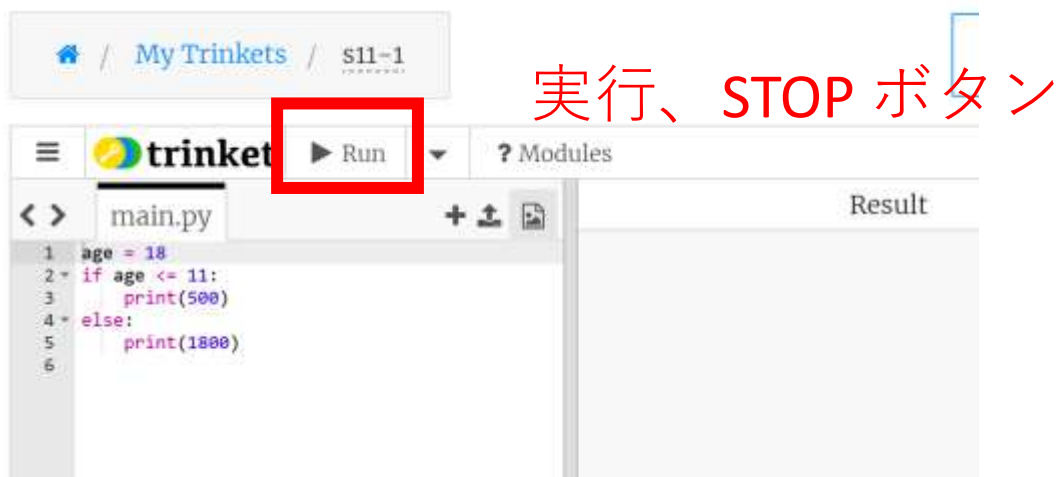 / My Trinkets / s11-1
実行、STOP ボタン
trinket Run ? Modules
main.py
Result
1 age = 18
2 if age <= 11:
3 print(500)
4 else:
5 print(1800)
6